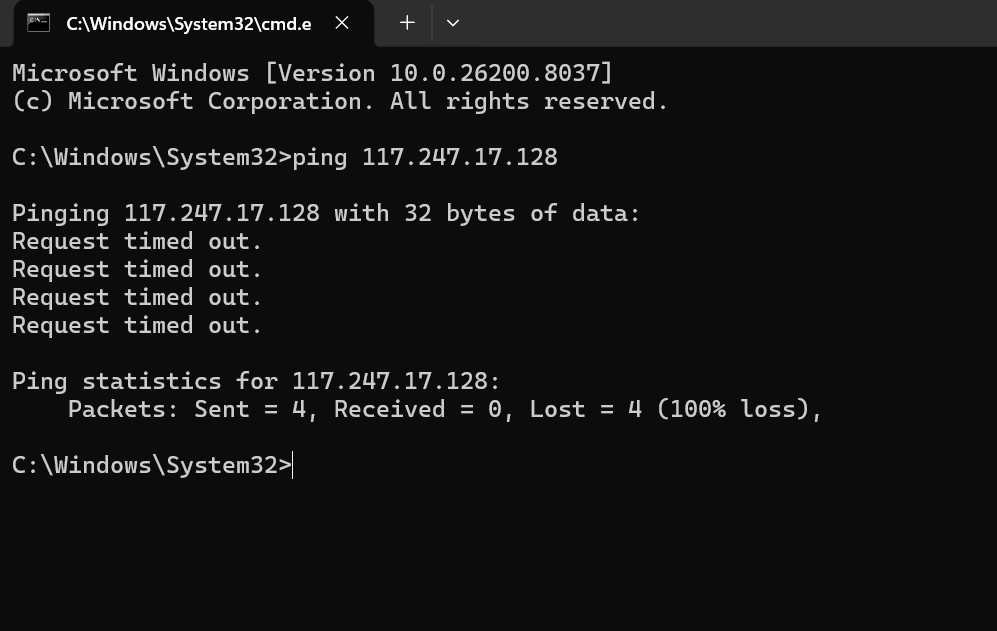 C:\Windows\System32\cmd.e
Microsoft Windows [Version 10.0.26200.8037]
(c) Microsoft Corporation. All rights reserved.
C:\Windows\System32>ping 117.247.17.128
Pinging 117.247.17.128 with 32 bytes of data:
Request timed out.
Request timed out.
Request timed out.
Request timed out.
Ping statistics for 117.247.17.128:
    Packets: Sent = 4, Received = 0, Lost = 4 (100% loss),
C:\Windows\System32>